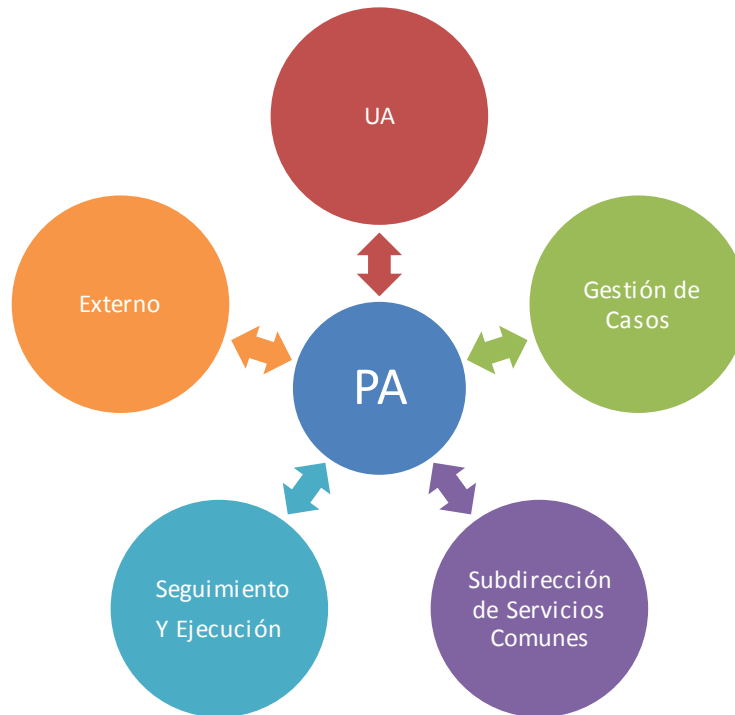 UA
Externo
Gestión de
Casos
PA
Seguimiento
Y Ejecución
Subdirección
de Servicios
Comunes